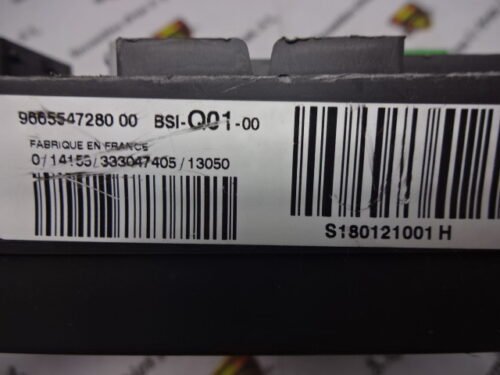 9665547280 00 BSI-Q01-00
FABRIQUE EN FRANCE
0/14155/333047405/13050
S180121001 H